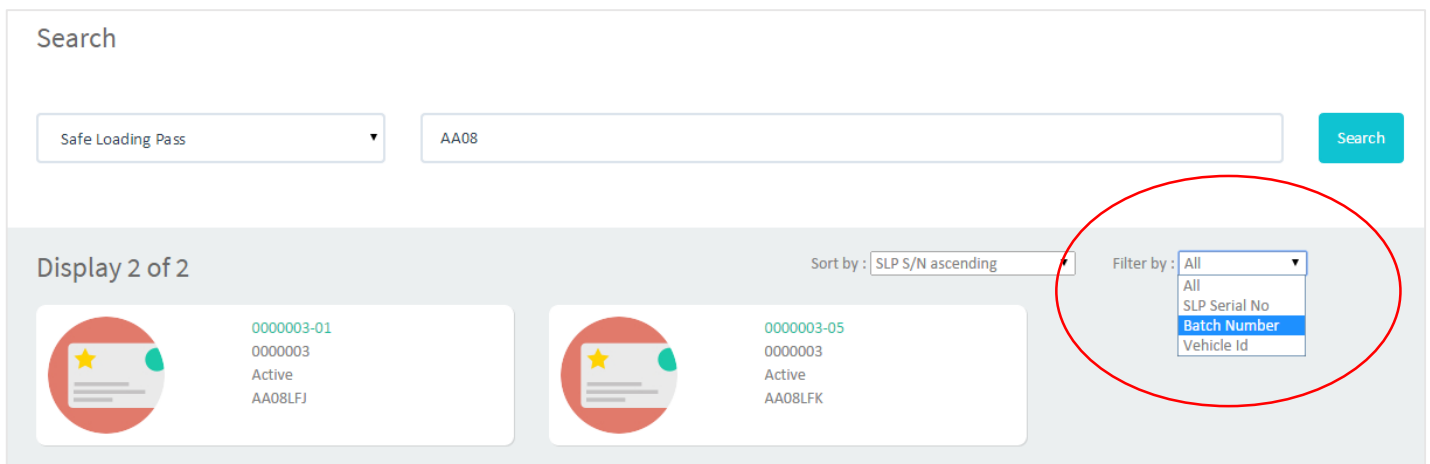 Search
Safe Loading Pass
AA08
Search
Display 2 of 2
Sort by : SLP S/N ascending
Filter by : All
All
SLP Serial No
Batch Number
Vehicle Id
0000003-01
0000003
Active
AA08LFJ
0000003-05
0000003
Active
AA08LFK